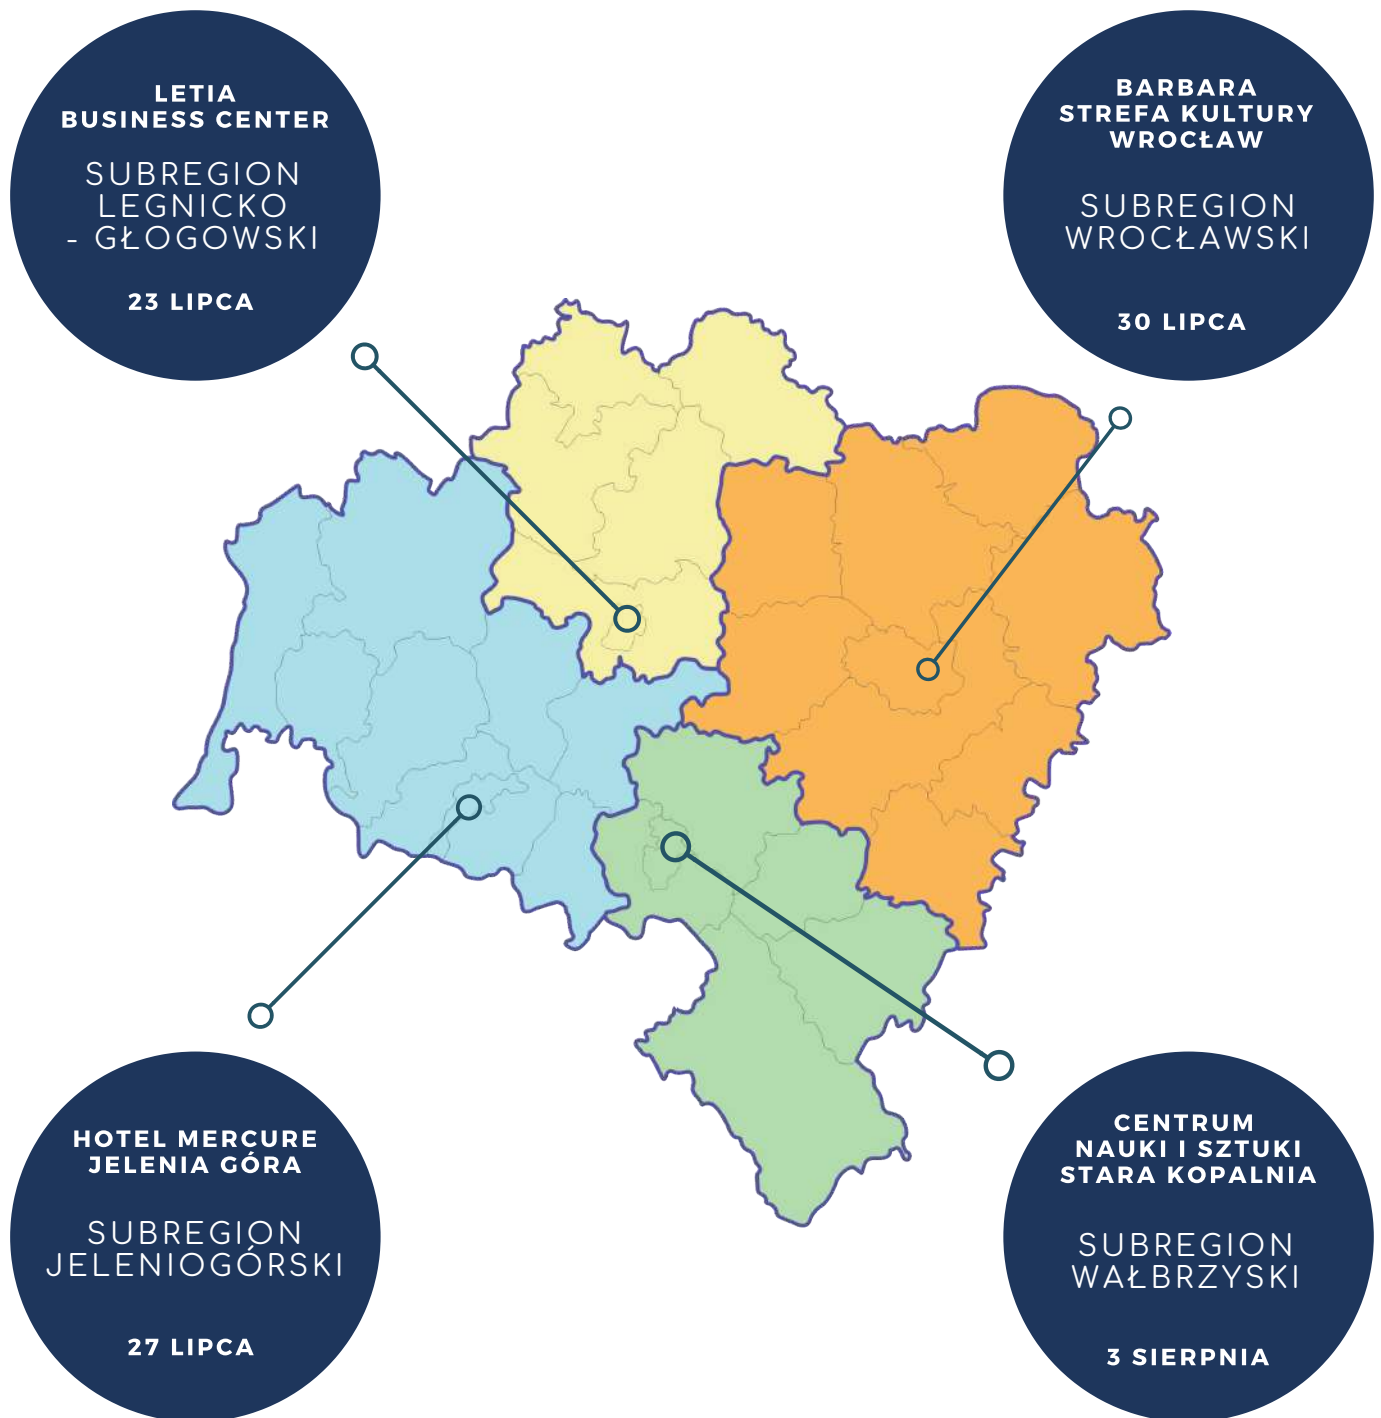 LETIA
BUSINESS CENTER
SUBREGION
LEGNICKO
- GŁOGOWSKI
23 LIPCA
BARBARA
STREFA KULTURY
WROCŁAW
SUBREGION
WROCŁAWSKI
30 LIPCA
HOTEL MERCURE
JELENIA GÓRA
SUBREGION
JELENIOGÓRSKI
27 LIPCA
CENTRUM
NAUKI I SZTUKI
STARA KOPALNIA
SUBREGION
WAŁBRZYSKI
3 SIERPNIA